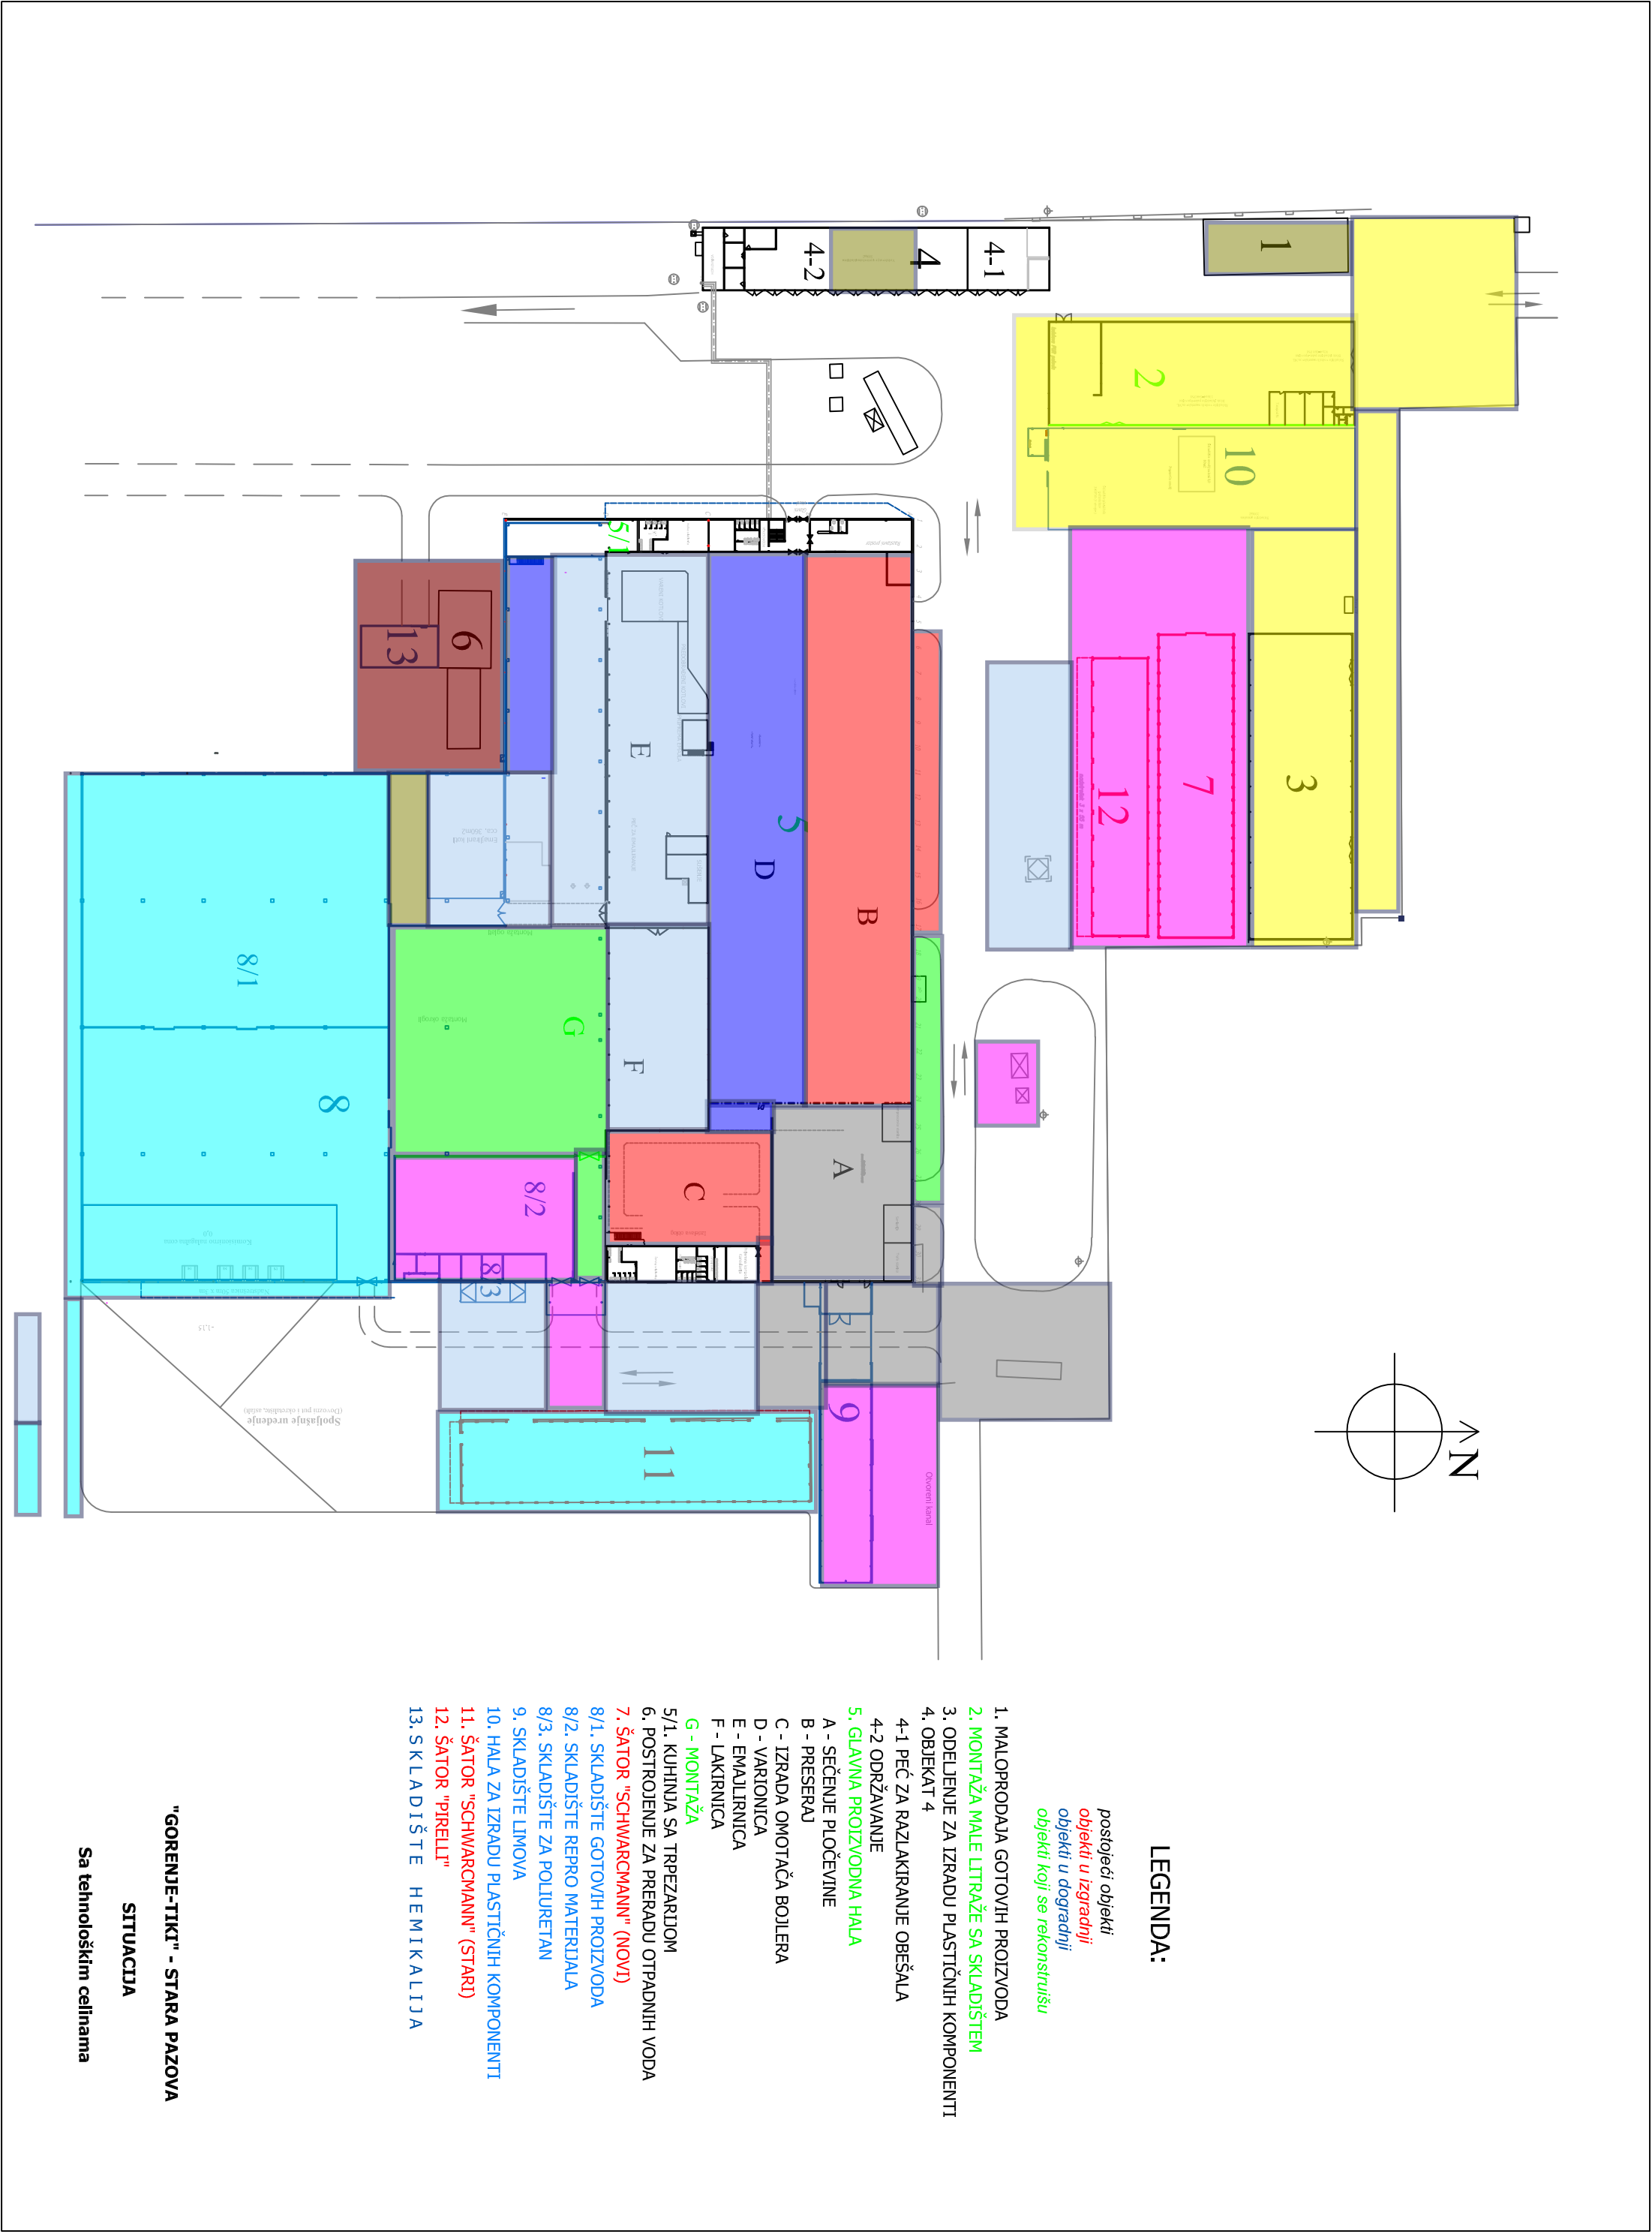 LEGENDA:
postojeći objekti
objekti u izgradnji
objekti u dogradnji
objekti koji se rekonstruišu
1. MALOPRODAJA GOTOVIH PROIZVODA
2. MONTAŽA MALE LITRAŽE SA SKLADIŠTEM
3. ODELJENJE ZA IZRADU PLASTIČNIH KOMPONENTI
4. OBJEKAT 4
4-1 PEĆ ZA RAZLAKIRANJE OBEŠALA
4-2 ODRŽAVANJE
5. GLAVNA PROIZVODNA HALA
A - SEČENJE PLOČEVINE
B - PRESERAJ
C - IZRADA OMOTAČA BOJLERA
D - VARIONICA
E - EMAJLIRNICA
F - LAKIRNICA
G - MONTAŽA
5/1. KUHINJA SA TRPEZARIJOM
6. POSTROJENJE ZA PRERADU OTPADNIH VODA
7. ŠATOR "SCHWARCMANN" (NOVI)
8/1. SKLADIŠTE GOTOVIH PROIZVODA
8/2. SKLADIŠTE REPRO MATERIJALA
8/3. SKLADIŠTE ZA POLIURETAN
9. SKLADIŠTE LIMOVA
10. HALA ZA IZRADU PLASTIČNIH KOMPONENTI
11. ŠATOR "SCHWARCMANN" (STARI)
12. ŠATOR "PIRELLI"
13. SKLADIŠTE HEMIKALIJA
"GORENJE-TIKI" - STARA PAZOVA
SITUACIJA
Sa tehnološkim celinama
N
1
2
10
3
7
12
4-1
4
4-2
5/1
5
B
D
E
F
G
A
C
6
13
8/1
8
8/2
8/3
9
11
Otvoreni kanal
Spoljašnje uređenje
Montaža ugleti
Montaža okrogli